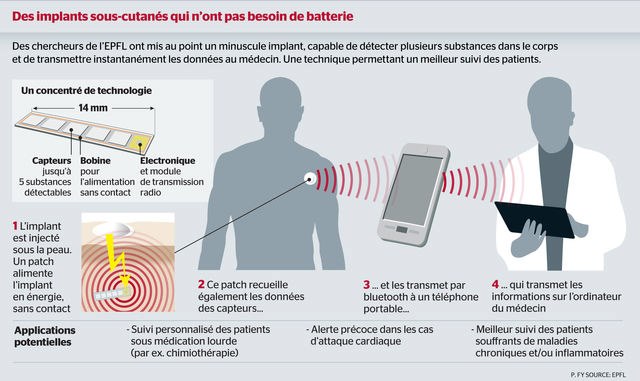 Des implants sous-cutanés qui n'ont pas besoin de batterie
Des chercheurs de l'EPFL ont mis au point un minuscule implant, capable de détecter plusieurs substances dans le corps
et de transmettre instantanément les données au médecin. Une technique permettant un meilleur suivi des patients.
Un concentré de technologie
14 mm
Capteurs
jusqu'à
5 substances
détectables
Bobine
pour
l'alimentation
sans contact
Electronique
et module
de transmission
radio
1 L'implant
est injecté
sous la peau.
Un patch
alimente
l'implant
en énergie,
sans contact
2 Ce patch recueille
également les données
des capteurs...
3 ... et les transmet par
bluetooth à un téléphone
portable...
4 ... qui transmet les
informations sur l'ordinateur
du médecin
Applications
potentielles
- Suivi personnalisé des patients
sous médication lourde
(par ex. chimiothérapie)
- Alerte précoce dans les cas
d'attaque cardiaque
- Meilleur suivi des patients
souffrants de maladies
chroniques et/ou inflammatoires
P. FY SOURCE: EPFL